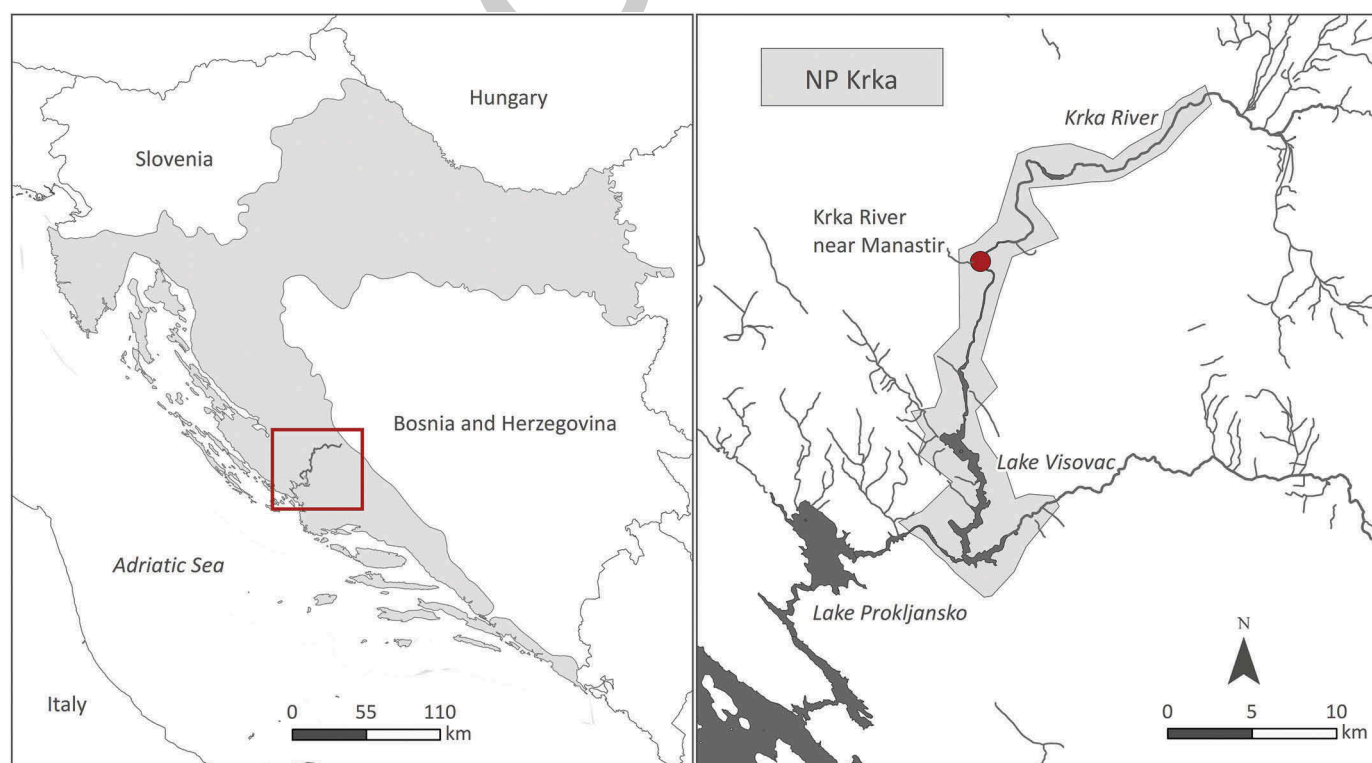 Hungary
Slovenia
Bosnia and Herzegovina
Adriatic Sea
Italy
0 55 110
km
NP Krka
Krka River
Krka River
near Manastir
Lake Visovac
Lake Prokljansko
N
0 5 10
km